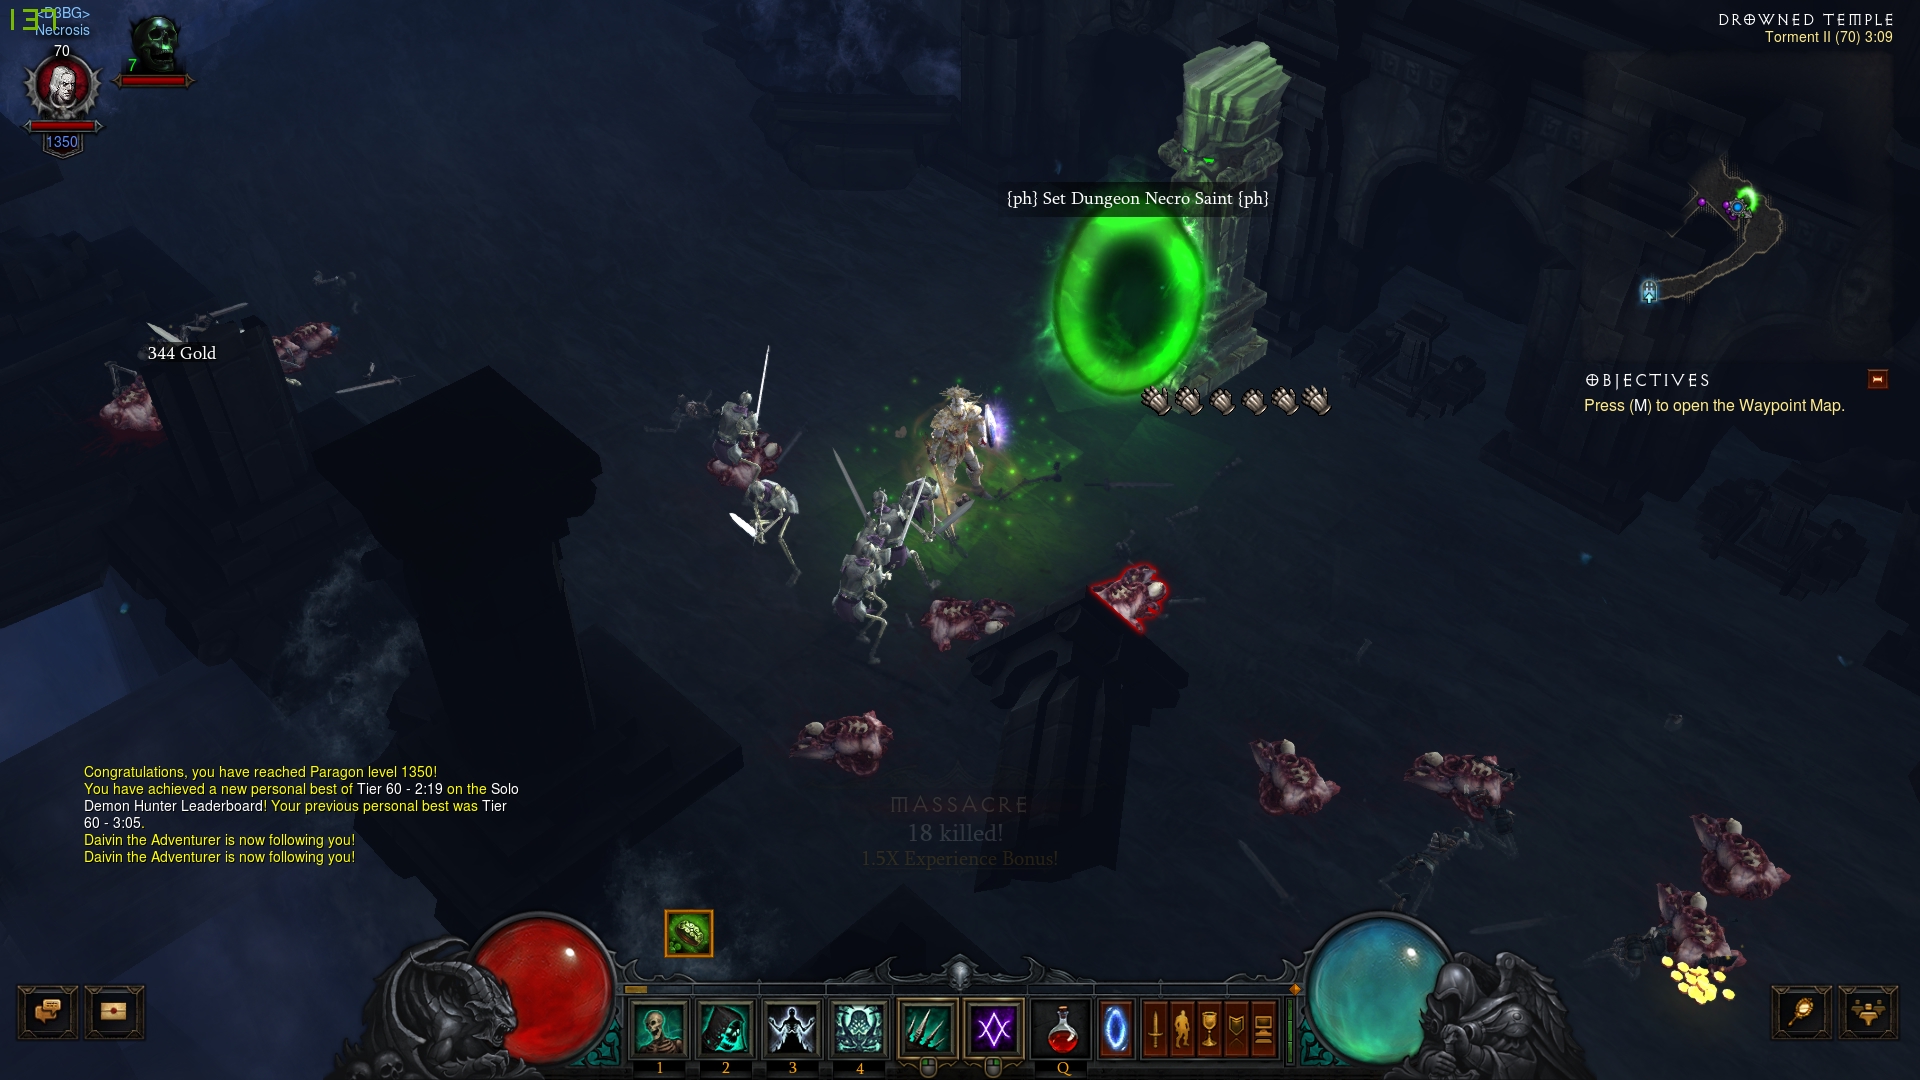 137
<D3BG>
Necrosis
70
7
1350
DROWNED TEMPLE
Torment II (70) 3:09
{ph} Set Dungeon Necro Saint {ph}
344 Gold
OBJECTIVES
Press (M) to open the Waypoint Map.
Congratulations, you have reached Paragon level 1350!
You have achieved a new personal best of Tier 60 - 2:19 on the Solo
Demon Hunter Leaderboard! Your previous personal best was Tier
60 - 3:05.
Daivin the Adventurer is now following you!
Daivin the Adventurer is now following you!
MASSACRE
18 killed!
1.5X Experience Bonus!
1 2 3 4 Q